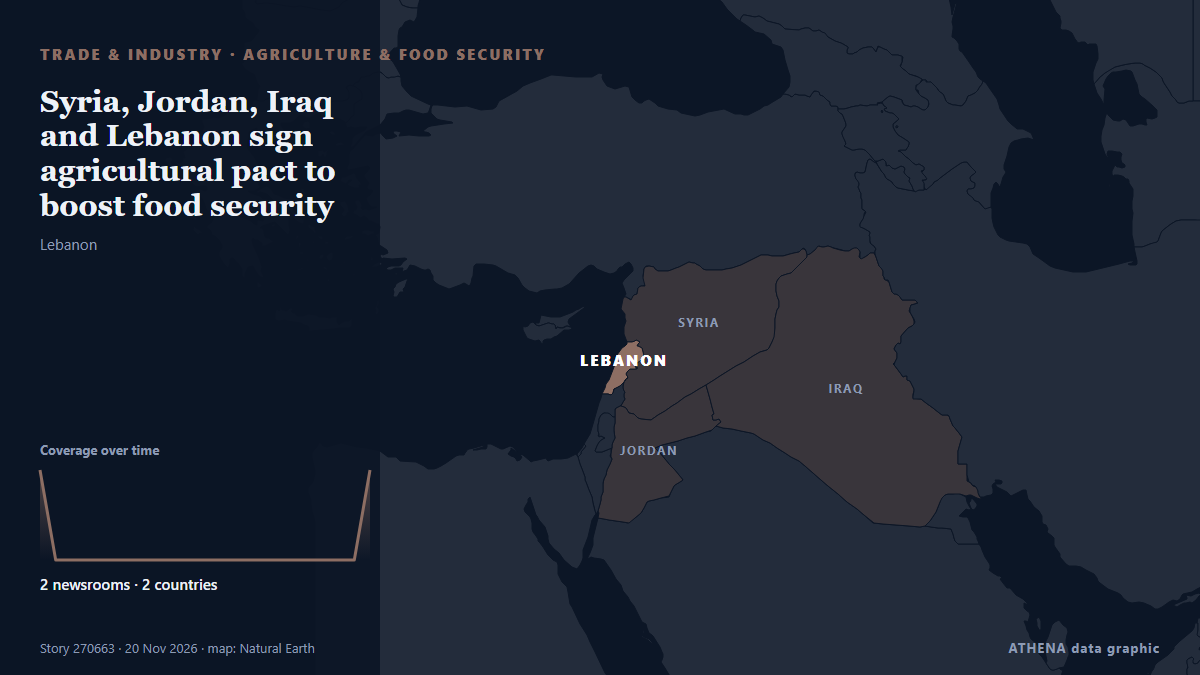 TRADE & INDUSTRY · AGRICULTURE & FOOD SECURITY
Syria, Jordan, Iraq
and Lebanon sign
agricultural pact to
boost food security
Lebanon
SYRIA
LEBANON
IRAQ
JORDAN
Coverage over time
2 newsrooms · 2 countries
Story 270663 · 20 Nov 2026 · map: Natural Earth
ATHENA data graphic